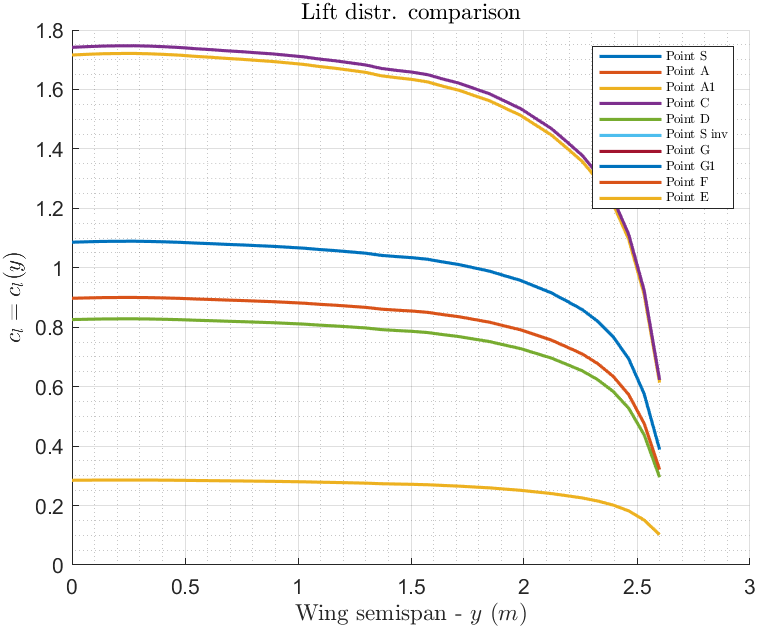 Lift distr. comparison
1.8
1.6
1.4
1.2
1
0.8
0.6
0.4
0.2
0
c_l = c_l(y)
Point S
Point A
Point A1
Point C
Point D
Point S inv
Point G
Point G1
Point F
Point E
0 0.5 1 1.5 2 2.5 3
Wing semispan - y (m)